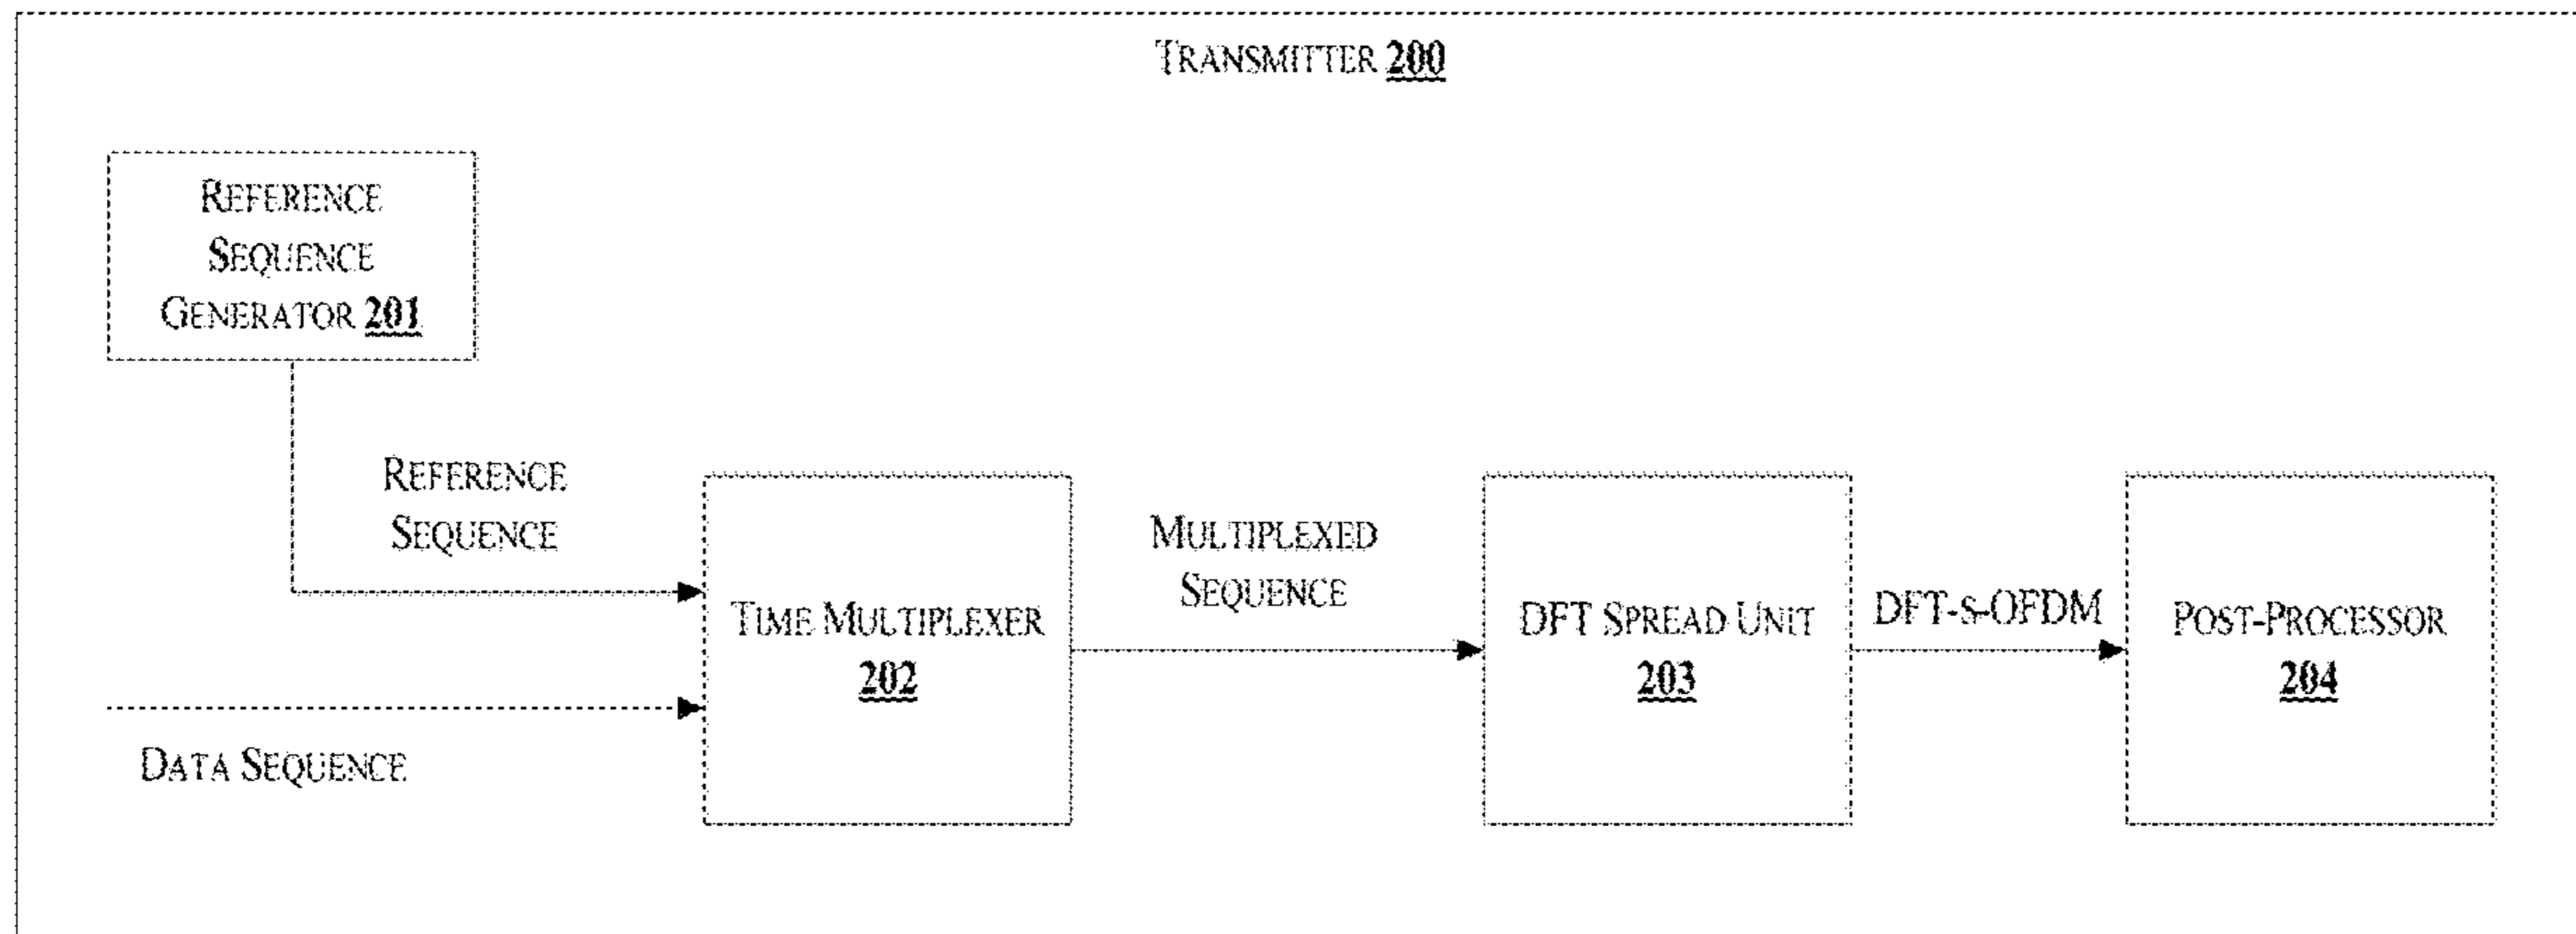 TRANSMITTER 200
REFERENCE
SEQUENCE
GENERATOR 201
REFERENCE
SEQUENCE
DATA SEQUENCE
TIME MULTIPLEXER
202
MULTIPLEXED
SEQUENCE
DFT SPREAD UNIT
203
DFT-S-OFDM
POST-PROCESSOR
204